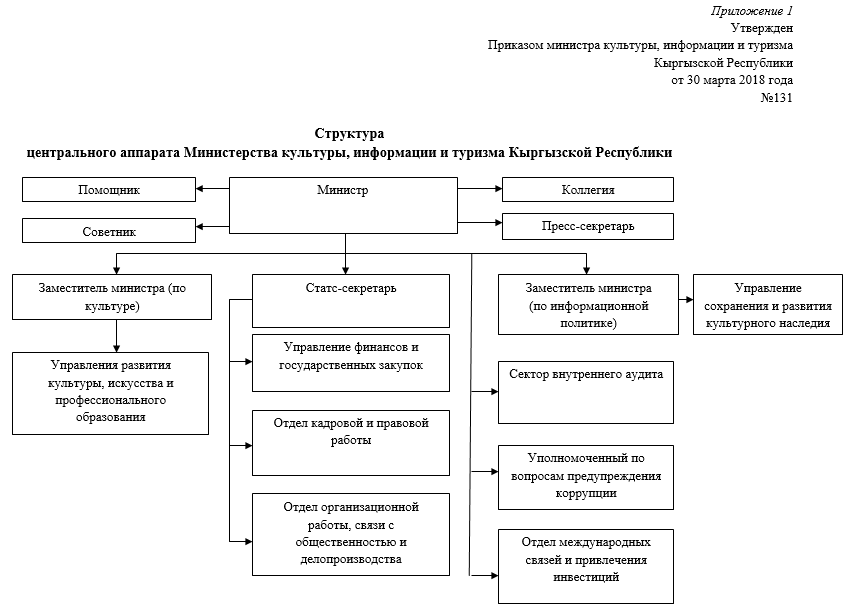 Приложение 1
Утвержден
Приказом министра культуры, информации и туризма
Кыргызской Республики
от 30 марта 2018 года
№131
Структура
центрального аппарата Министерства культуры, информации и туризма Кыргызской Республики
Помощник
Министр
Коллегия
Советник
Пресс-секретарь
Заместитель министра (по
культуре)
Статс-секретарь
Заместитель министра
(по информационной
политике)
Управление
сохранения и развития
культурного наследия
Управления развития
культуры, искусства и
профессионального
образования
Управление финансов и
государственных закупок
Сектор внутреннего аудита
Отдел кадровой и правовой
работы
Уполномоченный по
вопросам предупреждения
коррупции
Отдел организационной
работы, связи с
общественностью и
делопроизводства
Отдел международных
связей и привлечения
инвестиций